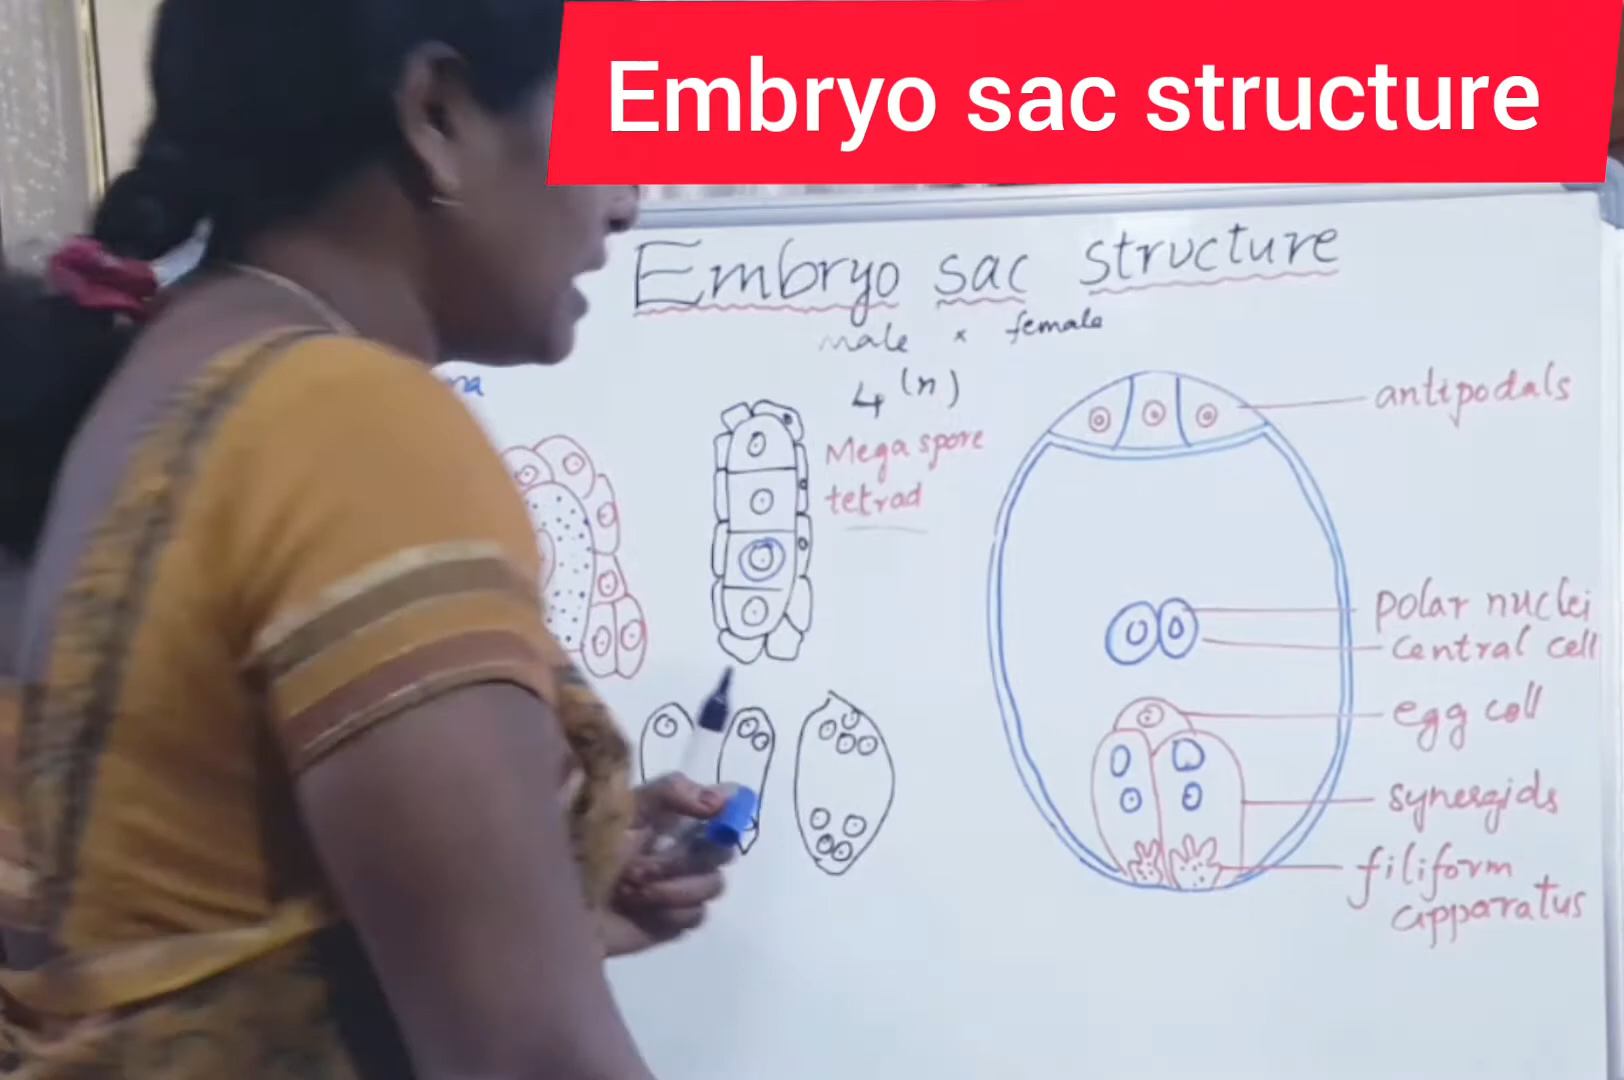 Embryo sac structure
Embryo sac structure
male × female
4 (n)
Mega spore
tetrad
antipodals
polar nuclei
central cell
egg cell
synergids
filiform
apparatus